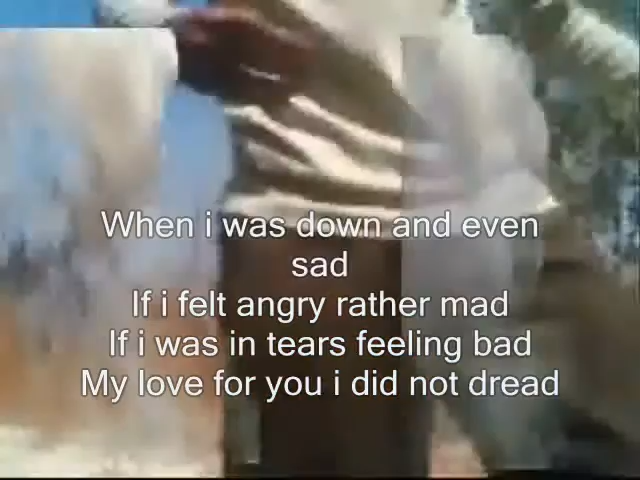 When i was down and even
sad
If i felt angry rather mad
If i was in tears feeling bad
My love for you i did not dread